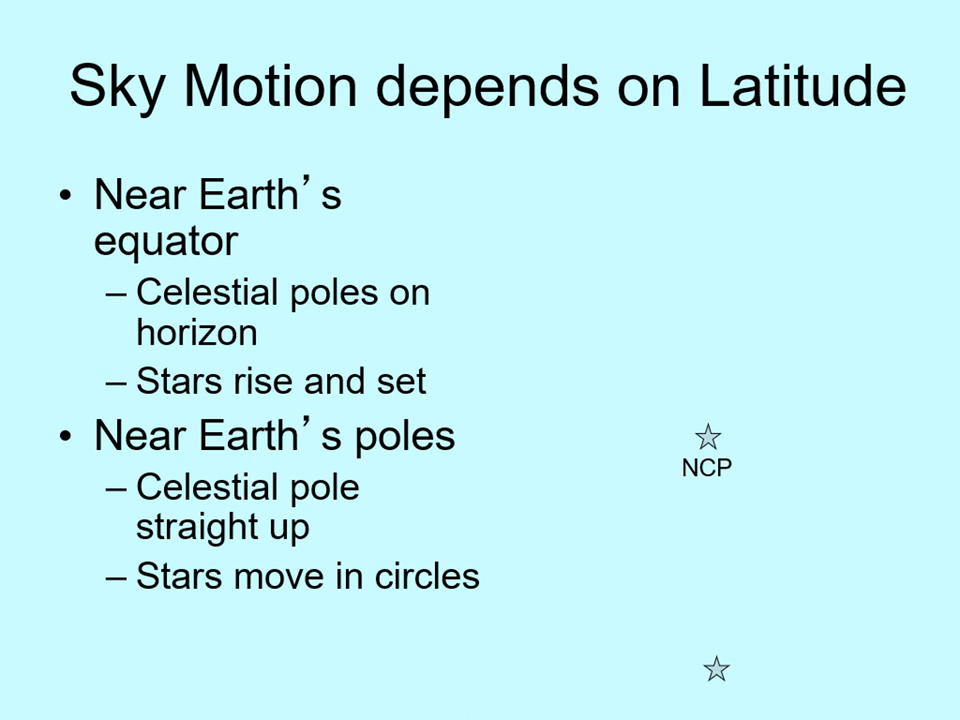 Sky Motion depends on Latitude
• Near Earth’s
equator
– Celestial poles on
horizon
– Stars rise and set
• Near Earth’s poles
– Celestial pole
straight up
– Stars move in circles
NCP